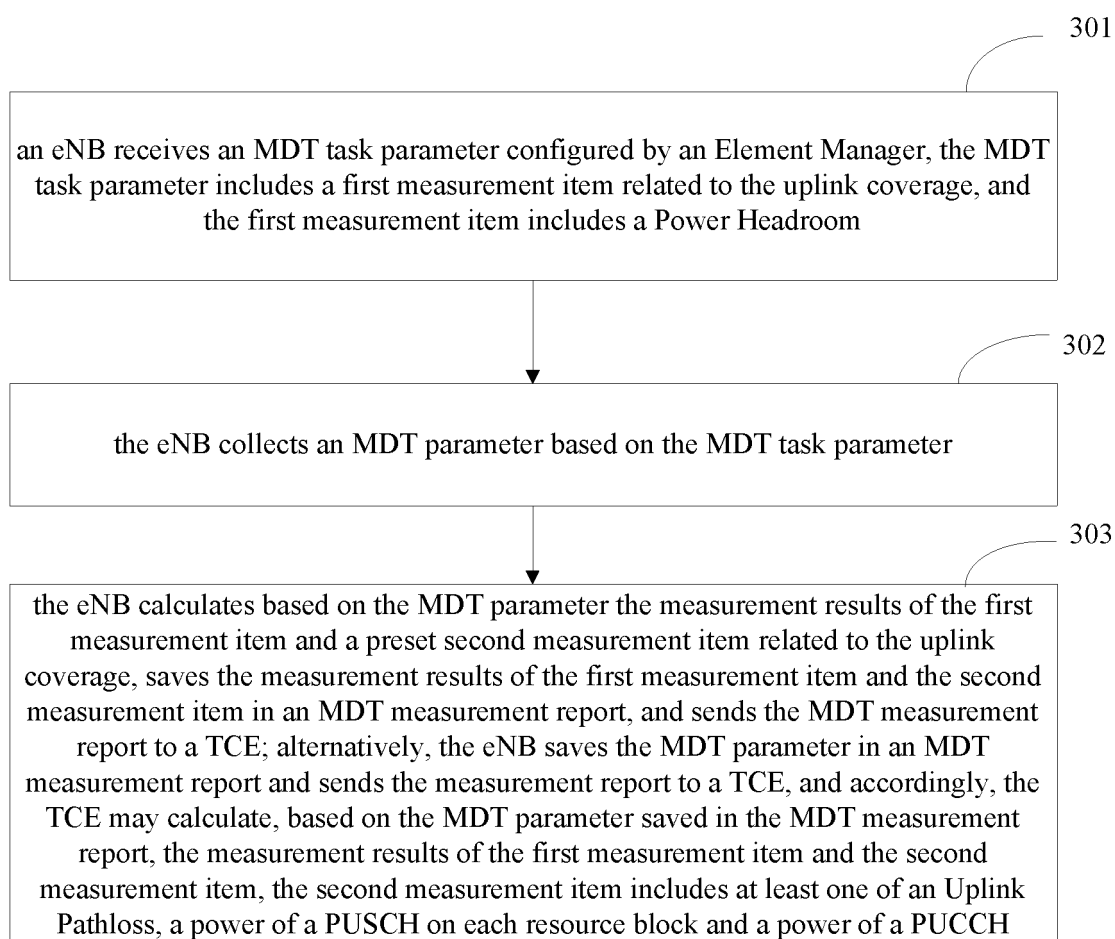 301
an eNB receives an MDT task parameter configured by an Element Manager, the MDT
task parameter includes a first measurement item related to the uplink coverage, and
the first measurement item includes a Power Headroom
302
the eNB collects an MDT parameter based on the MDT task parameter
303
the eNB calculates based on the MDT parameter the measurement results of the first
measurement item and a preset second measurement item related to the uplink
coverage, saves the measurement results of the first measurement item and the second
measurement item in an MDT measurement report, and sends the MDT measurement
report to a TCE; alternatively, the eNB saves the MDT parameter in an MDT
measurement report and sends the measurement report to a TCE, and accordingly, the
TCE may calculate, based on the MDT parameter saved in the MDT measurement
report, the measurement results of the first measurement item and the second
measurement item, the second measurement item includes at least one of an Uplink
Pathloss, a power of a PUSCH on each resource block and a power of a PUCCH